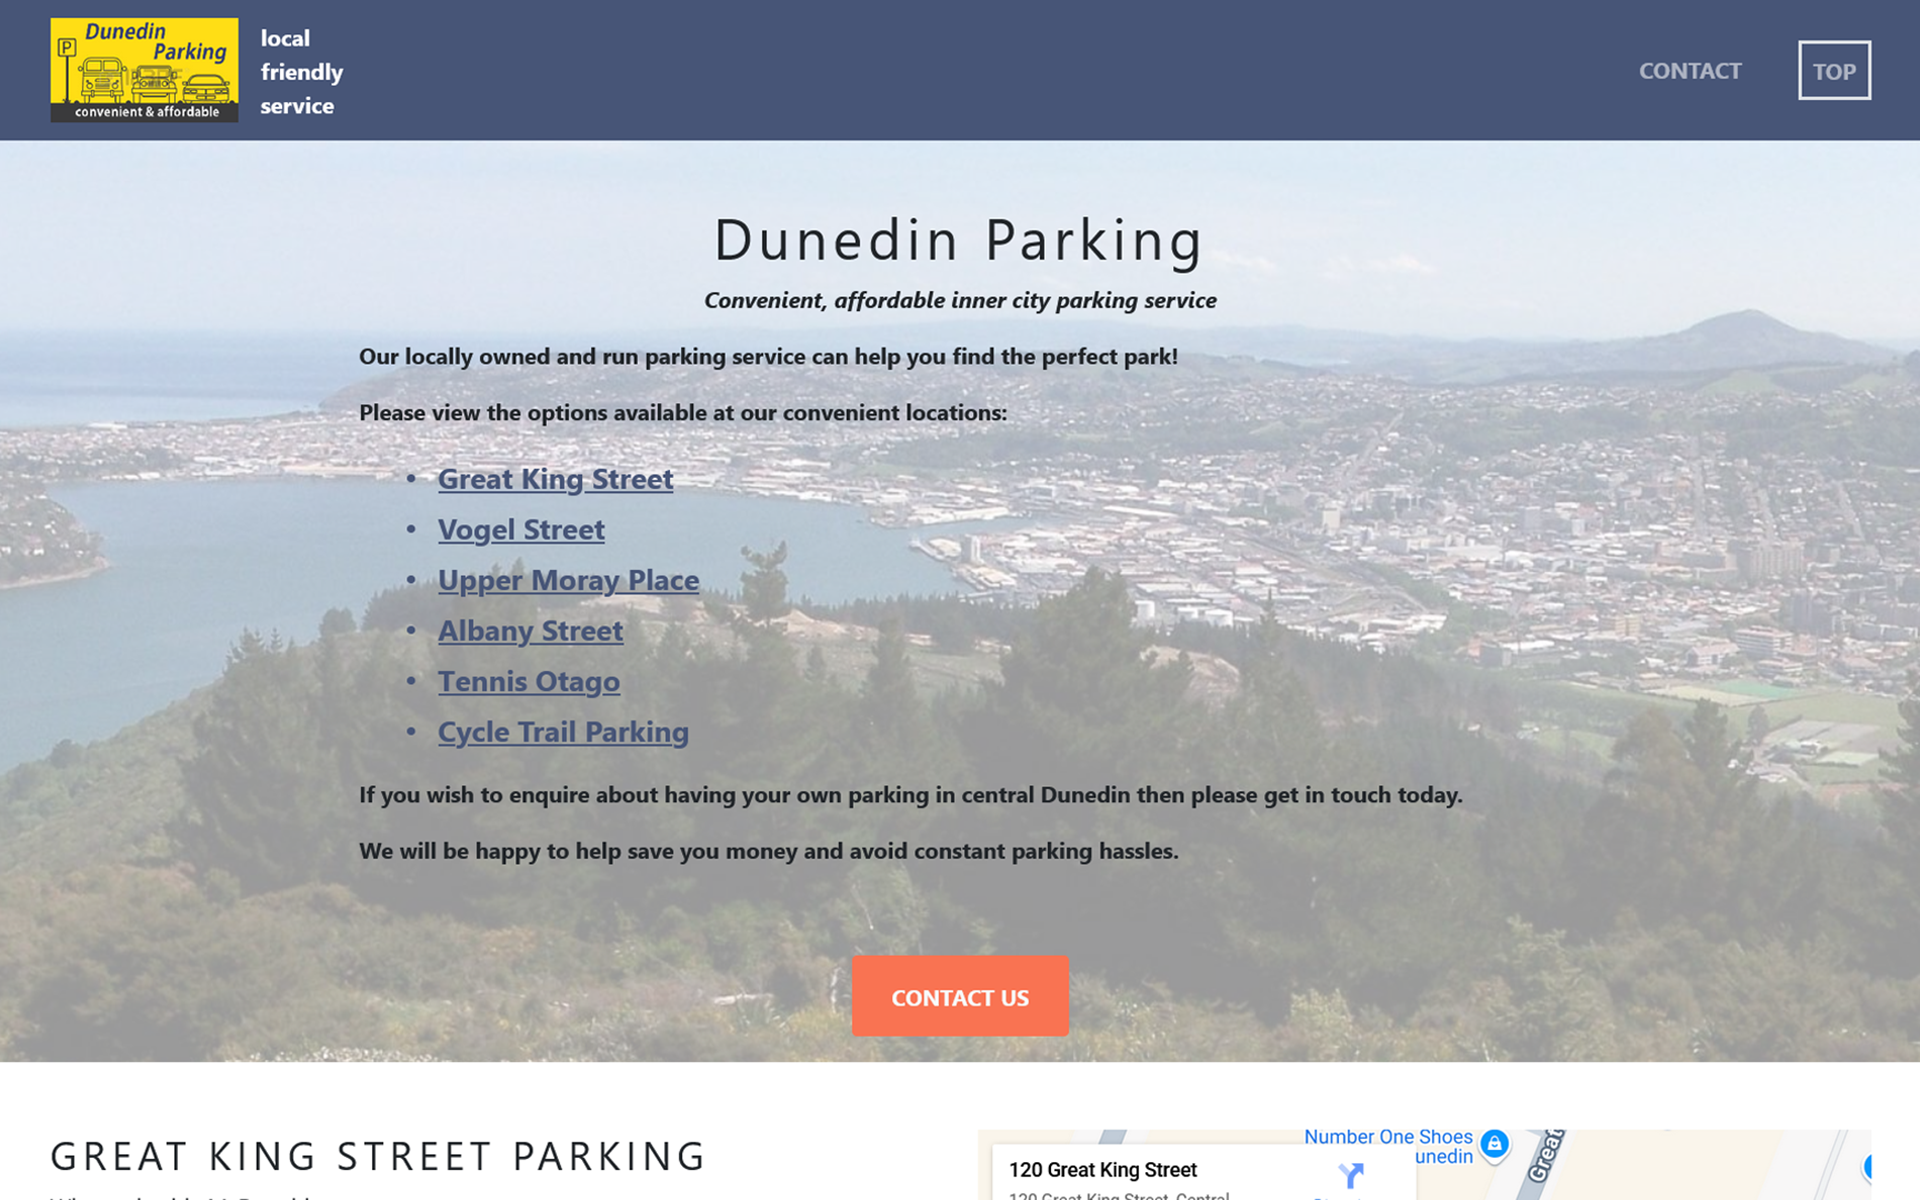 Dunedin
Parking
P
convenient & affordable
local
friendly
service
CONTACT
TOP
Dunedin Parking
Convenient, affordable inner city parking service
Our locally owned and run parking service can help you find the perfect park!
Please view the options available at our convenient locations:
• Great King Street
• Vogel Street
• Upper Moray Place
• Albany Street
• Tennis Otago
• Cycle Trail Parking
If you wish to enquire about having your own parking in central Dunedin then please get in touch today.
We will be happy to help save you money and avoid constant parking hassles.
CONTACT US
GREAT KING STREET PARKING
120 Great King Street
120 Great King Street, Central
Number One Shoes
unedin
Great